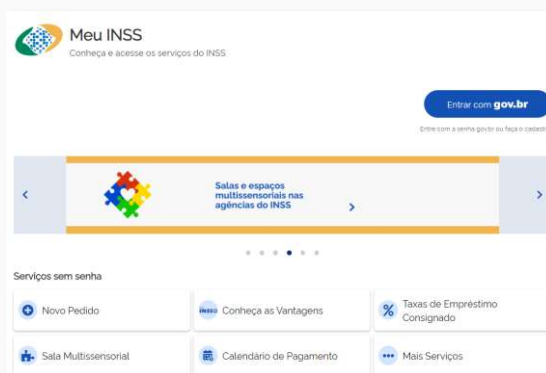 Meu INSS
Conheça e acesse os serviços do INSS
Entrar com gov.br
Entre com a senha gov.br ou faça o cadast
Salas e espaços
multissensoriais nas
agências do INSS
Serviços sem senha
Novo Pedido
Conheça as Vantagens
Taxas de Empréstimo
Consignado
Sala Multissensorial
Calendário de Pagamento
Mais Serviços